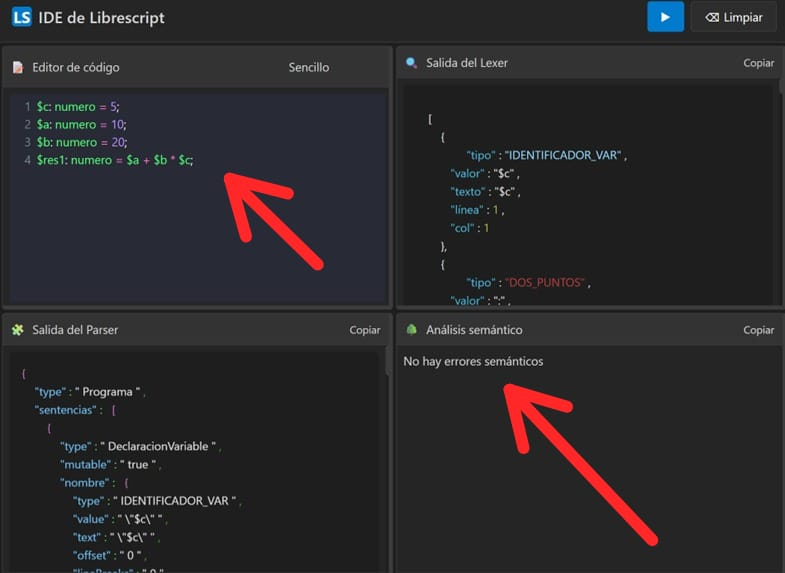 LS IDE de Librescript
⌫ Limpiar
Editor de código
Sencillo
1 $c: numero = 5;
2 $a: numero = 10;
3 $b: numero = 20;
4 $res1: numero = $a + $b * $c;
Salida del Lexer
Copiar
[
{
"tipo" : "IDENTIFICADOR_VAR" ,
"valor" : "$c" ,
"texto" : "$c" ,
"línea" : 1 ,
"col" : 1
},
{
"tipo" : "DOS_PUNTOS" ,
"valor" : ":" ,
Salida del Parser
Copiar
{
"type" : " Programa " ,
"sentencias" : [
{
"type" : " DeclaracionVariable " ,
"mutable" : " true " ,
"nombre" : {
"type" : " IDENTIFICADOR_VAR " ,
"value" : " \"$c\" " ,
"text" : " \"$c\" " ,
"offset" : " 0 " ,
"lineBreaks" : " 0 " ,
Análisis semántico
Copiar
No hay errores semánticos